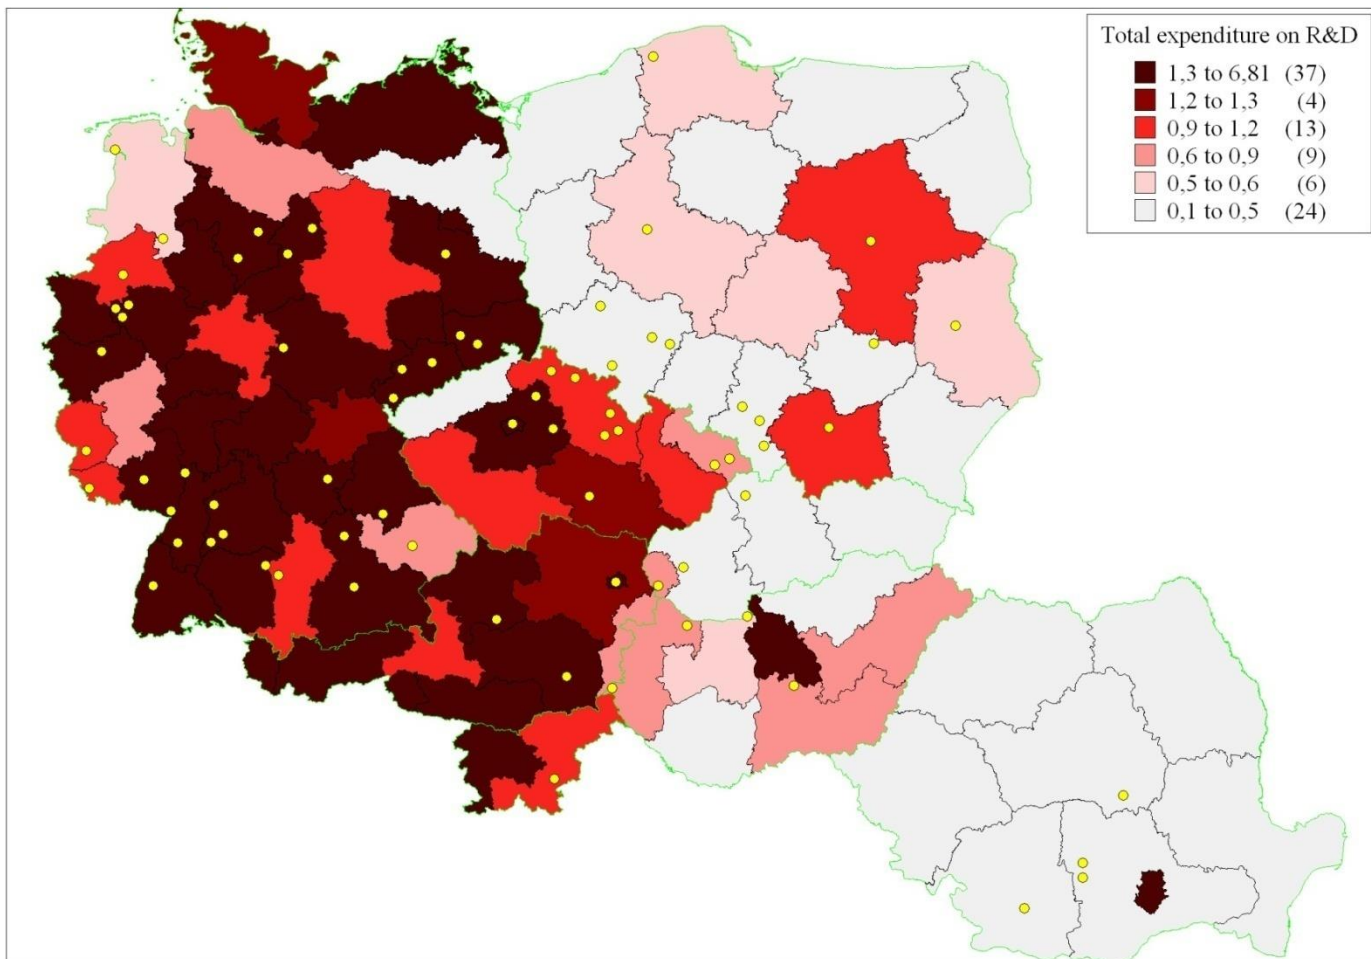 Total expenditure on R&D
1,3 to 6,81 (37)
1,2 to 1,3 (4)
0,9 to 1,2 (13)
0,6 to 0,9 (9)
0,5 to 0,6 (6)
0,1 to 0,5 (24)